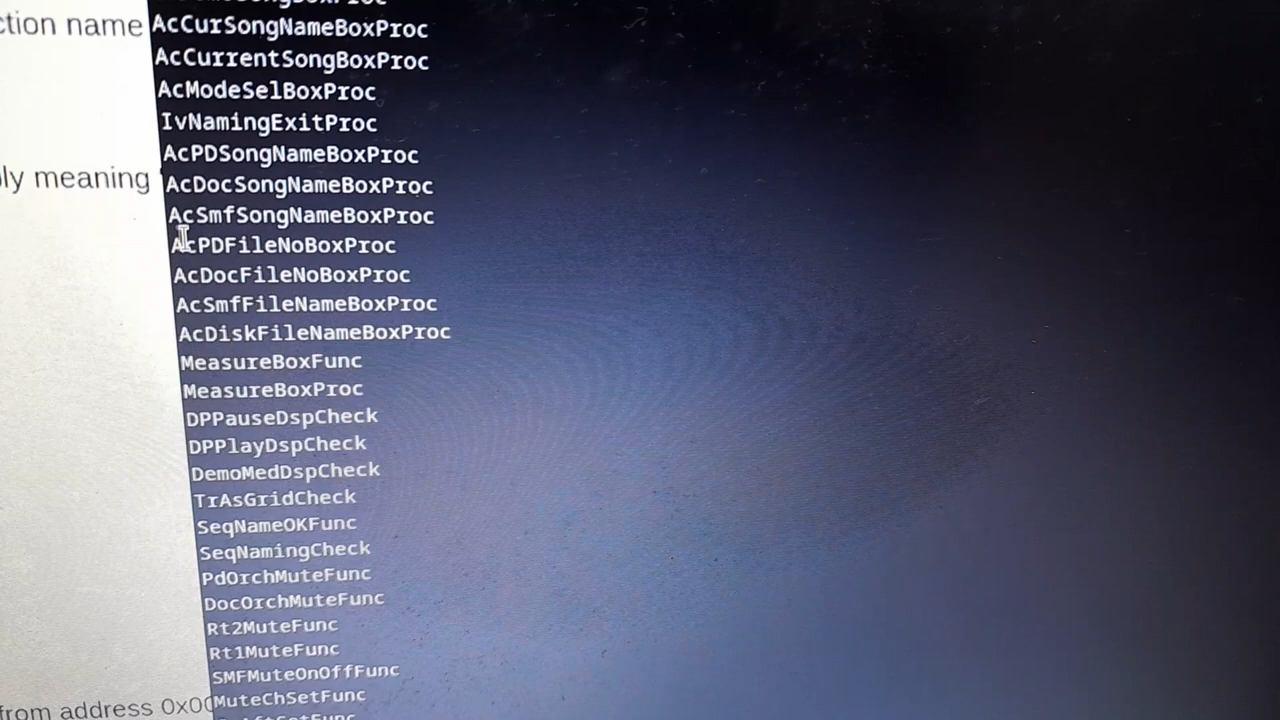 ction name
AcCurSongNameBoxProc
AcCurrentSongBoxProc
AcModeSelBoxProc
IvNamingExitProc
AcPDSongNameBoxProc
ly meaning
AcDocSongNameBoxProc
AcSmfSongNameBoxProc
AcPDFileNoBoxProc
AcDocFileNoBoxProc
AcSmfFileNameBoxProc
AcDiskFileNameBoxProc
MeasureBoxFunc
MeasureBoxProc
DPPauseDspCheck
DPPlayDspCheck
DemoMedDspCheck
TrAsGridCheck
SeqNameOKFunc
SeqNamingCheck
PdOrchMuteFunc
DocOrchMuteFunc
Rt2MuteFunc
Rt1MuteFunc
SMFMuteOnOffFunc
MuteChSetFunc
from address 0x00